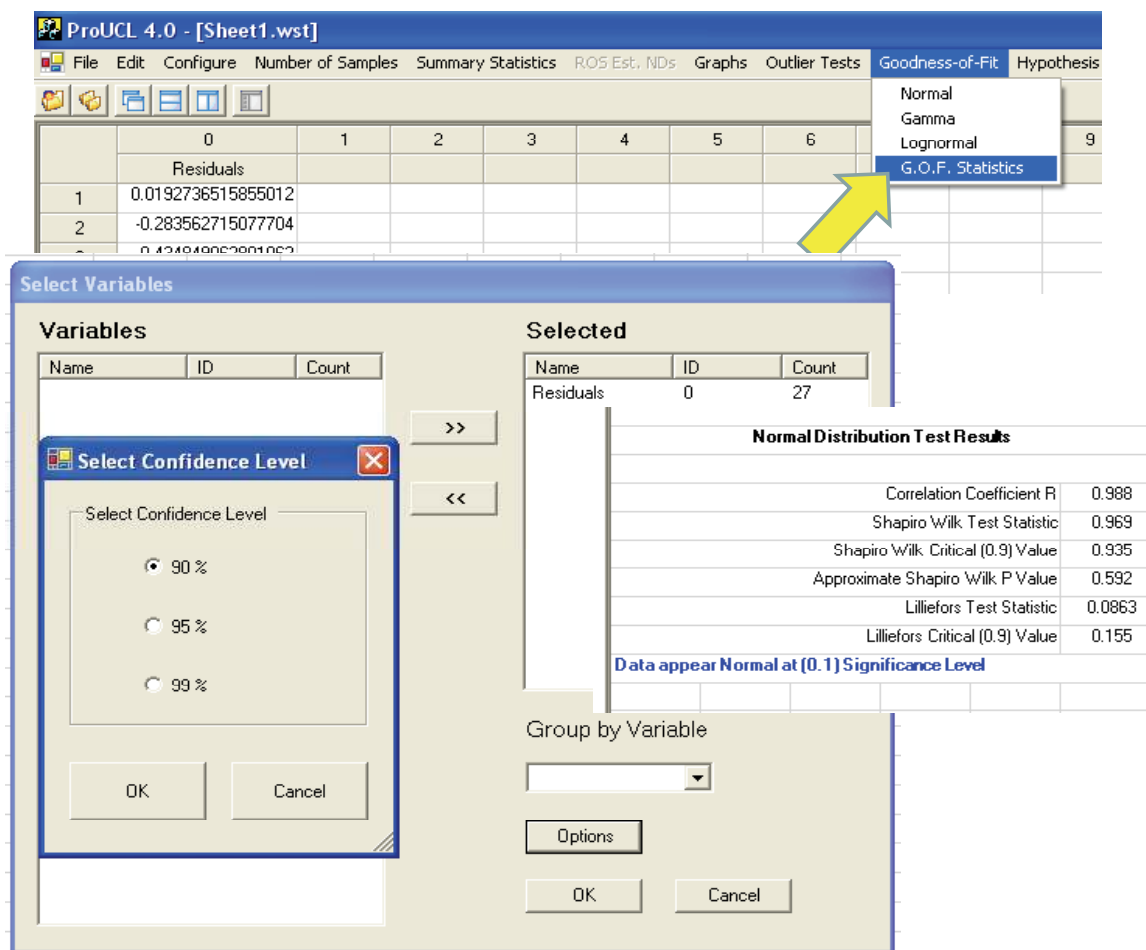 ProUCL 4.0 - [Sheet1.wst]
File Edit Configure Number of Samples Summary Statistics ROS Est. NDs Graphs Outlier Tests Goodness-of-Fit Hypothesis
Normal
Gamma
Lognormal
G.O.F. Statistics
0 1 2 3 4 5 6 9
Residuals
1 0.0192736515855012
2 -0.283562715077704
Select Variables
Variables
Name ID Count
>>
<<
Selected
Name ID Count
Residuals 0 27
Select Confidence Level
Select Confidence Level
90 %
95 %
99 %
OK Cancel
Normal Distribution Test Results
Correlation Coefficient R 0.988
Shapiro Wilk Test Statistic 0.969
Shapiro Wilk Critical (0.9) Value 0.935
Approximate Shapiro Wilk P Value 0.592
Lilliefors Test Statistic 0.0863
Lilliefors Critical (0.9) Value 0.155
Data appear Normal at (0.1) Significance Level
Group by Variable
Options
OK Cancel